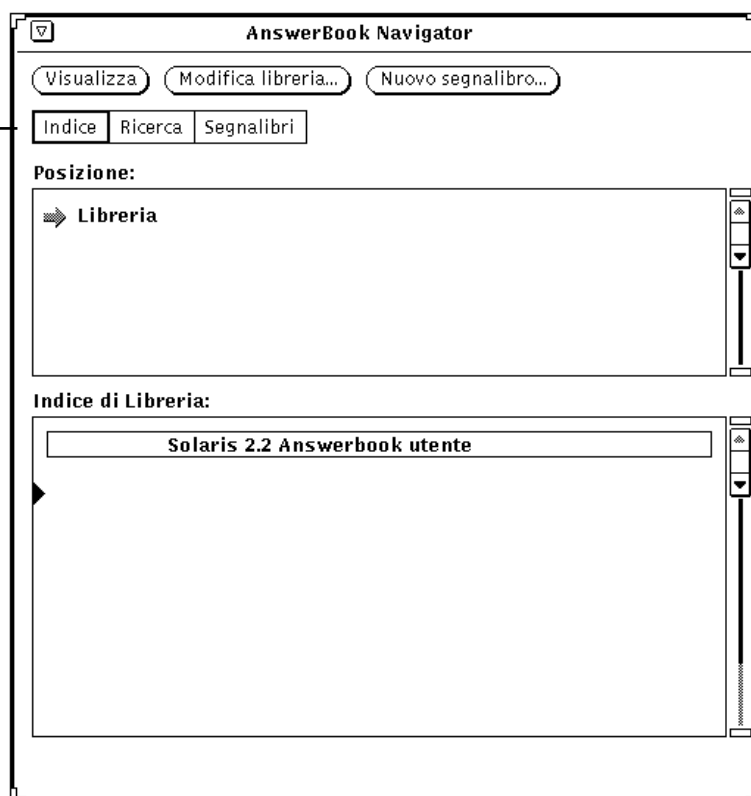 AnswerBook Navigator
Visualizza Modifica libreria... Nuovo segnalibro...
Indice Ricerca Segnalibri
Posizione:
Libreria
Indice di Libreria:
Solaris 2.2 Answerbook utente